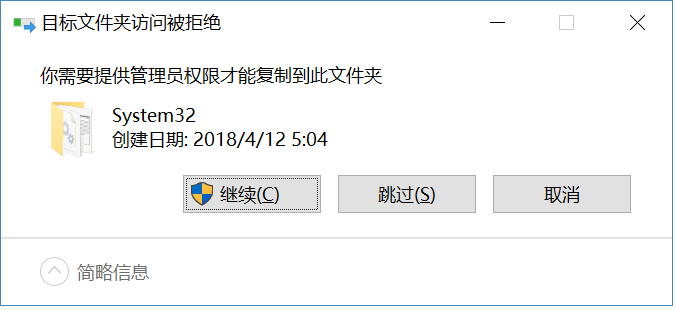 目标文件夹访问被拒绝
你需要提供管理员权限才能复制到此文件夹
System32
创建日期: 2018/4/12 5:04
继续(C) 跳过(S) 取消
简略信息